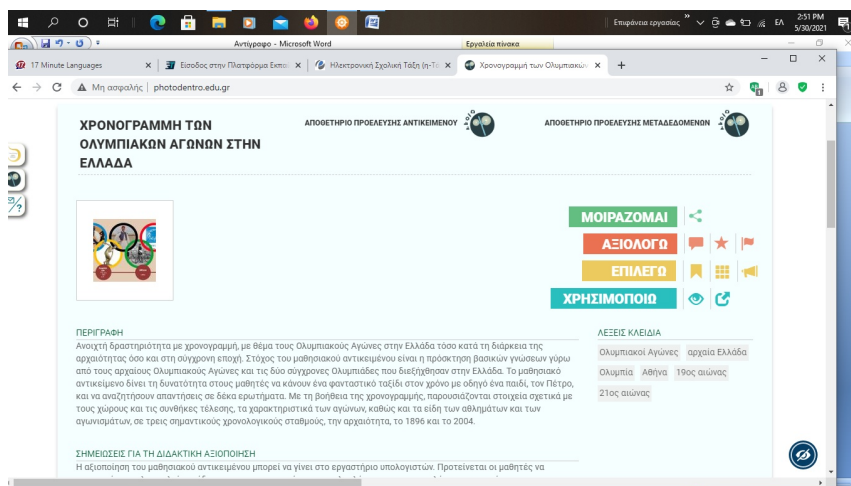 Επιφάνεια εργασίας
ΕΛ
2:51 PM
5/30/2021
Αντίγραφο - Microsoft Word
Εργαλεία πίνακα
17 Minute Languages
Είσοδος στην Πλατφόρμα Εκπα
Ηλεκτρονική Σχολική Τάξη (η-Τά
Χρονογραμμή των Ολυμπιακών
Μη ασφαλής | photodentro.edu.gr
ΧΡΟΝΟΓΡΑΜΜΗ ΤΩΝ
ΟΛΥΜΠΙΑΚΩΝ ΑΓΩΝΩΝ ΣΤΗΝ
ΕΛΛΑΔΑ
ΑΠΟΘΕΤΗΡΙΟ ΠΡΟΕΛΕΥΣΗΣ ΑΝΤΙΚΕΙΜΕΝΟΥ
ΑΠΟΘΕΤΗΡΙΟ ΠΡΟΕΛΕΥΣΗΣ ΜΕΤΑΔΕΔΟΜΕΝΩΝ
ΜΟΙΡΑΖΟΜΑΙ
ΑΞΙΟΛΟΓΩ
ΕΠΙΛΕΓΩ
ΧΡΗΣΙΜΟΠΟΙΩ
ΠΕΡΙΓΡΑΦΗ
Ανοιχτή δραστηριότητα με χρονογραμμή, με θέμα τους Ολυμπιακούς Αγώνες στην Ελλάδα τόσο κατά τη διάρκεια της
αρχαιότητας όσο και στη σύγχρονη εποχή. Στόχος του μαθησιακού αντικειμένου είναι η πρόσκτηση βασικών γνώσεων γύρω
από τους αρχαίους Ολυμπιακούς Αγώνες και τις δύο σύγχρονες Ολυμπιάδες που διεξήχθησαν στην Ελλάδα. Το μαθησιακό
αντικείμενο δίνει τη δυνατότητα στους μαθητές να κάνουν ένα φανταστικό ταξίδι στον χρόνο με οδηγό ένα παιδί, τον Πέτρο,
και να αναζητήσουν απαντήσεις σε δέκα ερωτήματα. Με τη βοήθεια της χρονογραμμής, παρουσιάζονται στοιχεία σχετικά με
τους χώρους και τις συνθήκες τέλεσης, τα χαρακτηριστικά των αγώνων, καθώς και τα είδη των αθλημάτων και των
αγωνισμάτων, σε τρεις σημαντικούς χρονολογικούς σταθμούς, την αρχαιότητα, το 1896 και το 2004.
ΛΕΞΕΙΣ ΚΛΕΙΔΙΑ
Ολυμπιακοί Αγώνες αρχαία Ελλάδα
Ολυμπία Αθήνα 19ος αιώνας
21ος αιώνας
ΣΗΜΕΙΩΣΕΙΣ ΓΙΑ ΤΗ ΔΙΔΑΚΤΙΚΗ ΑΞΙΟΠΟΙΗΣΗ
Η αξιοποίηση του μαθησιακού αντικειμένου μπορεί να γίνει στο εργαστήριο υπολογιστών. Προτείνεται οι μαθητές να